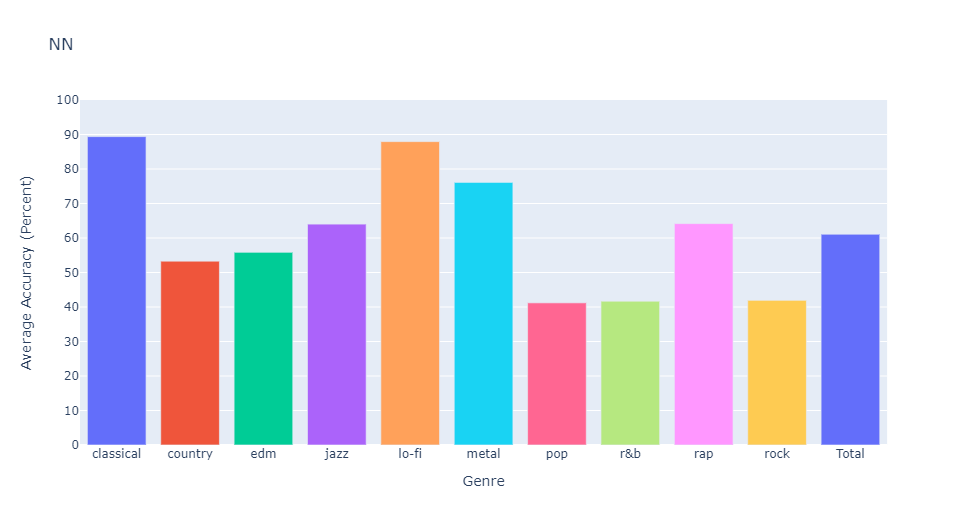 NN
Average Accuracy (Percent)
100
90
80
70
60
50
40
30
20
10
0
classical country edm jazz lo-fi metal pop r&b rap rock Total
Genre